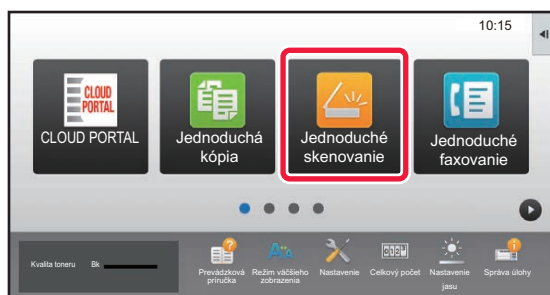 10:15
CLOUD
PORTAL
CLOUD PORTAL
Jednoduchá
kópia
Jednoduché
skenovanie
Jednoduché
faxovanie
Kvalita toneru Bk
Prevádzková
príručka
Režim väčšieho
zobrazenia
Nastavenie
Celkový počet
Nastavenie
jasu
Správa úlohy